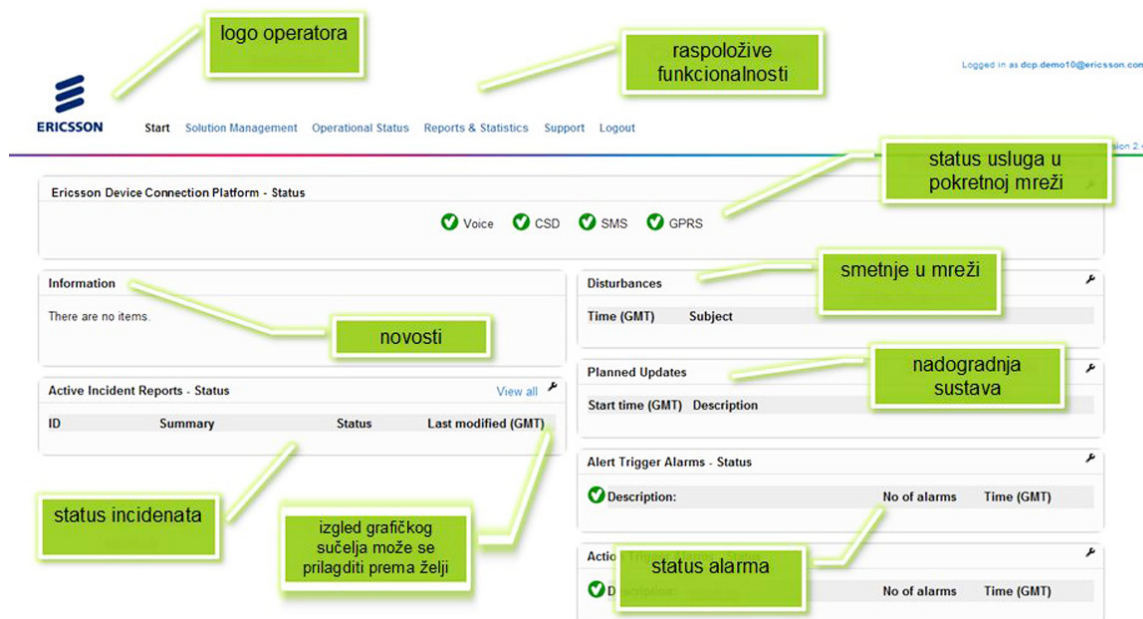 logo operatora
raspoložive
funkcionalnosti
Logged in as dcp.demo10@ericsson.com
ERICSSON
Start Solution Management Operational Status Reports & Statistics Support Logout
status usluga u
pokretnoj mreži
Ericsson Device Connection Platform - Status
Voice CSD SMS GPRS
Information
There are no items.
novosti
Disturbances
smetnje u mreži
Time (GMT) Subject
Planned Updates
nadogradnja
sustava
Start time (GMT) Description
Active Incident Reports - Status View all
ID Summary Status Last modified (GMT)
status incidenata
izgled grafičkog
sučelja može se
prilagditi prema želji
Alert Trigger Alarms - Status
Description: No of alarms Time (GMT)
status alarma
No of alarms Time (GMT)